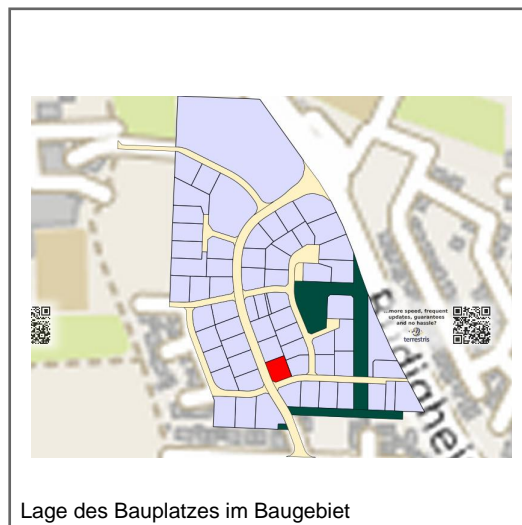 ...more speed, frequent
updates, guarantees
and no hassle?
terrestris
Lage des Bauplatzes im Baugebiet